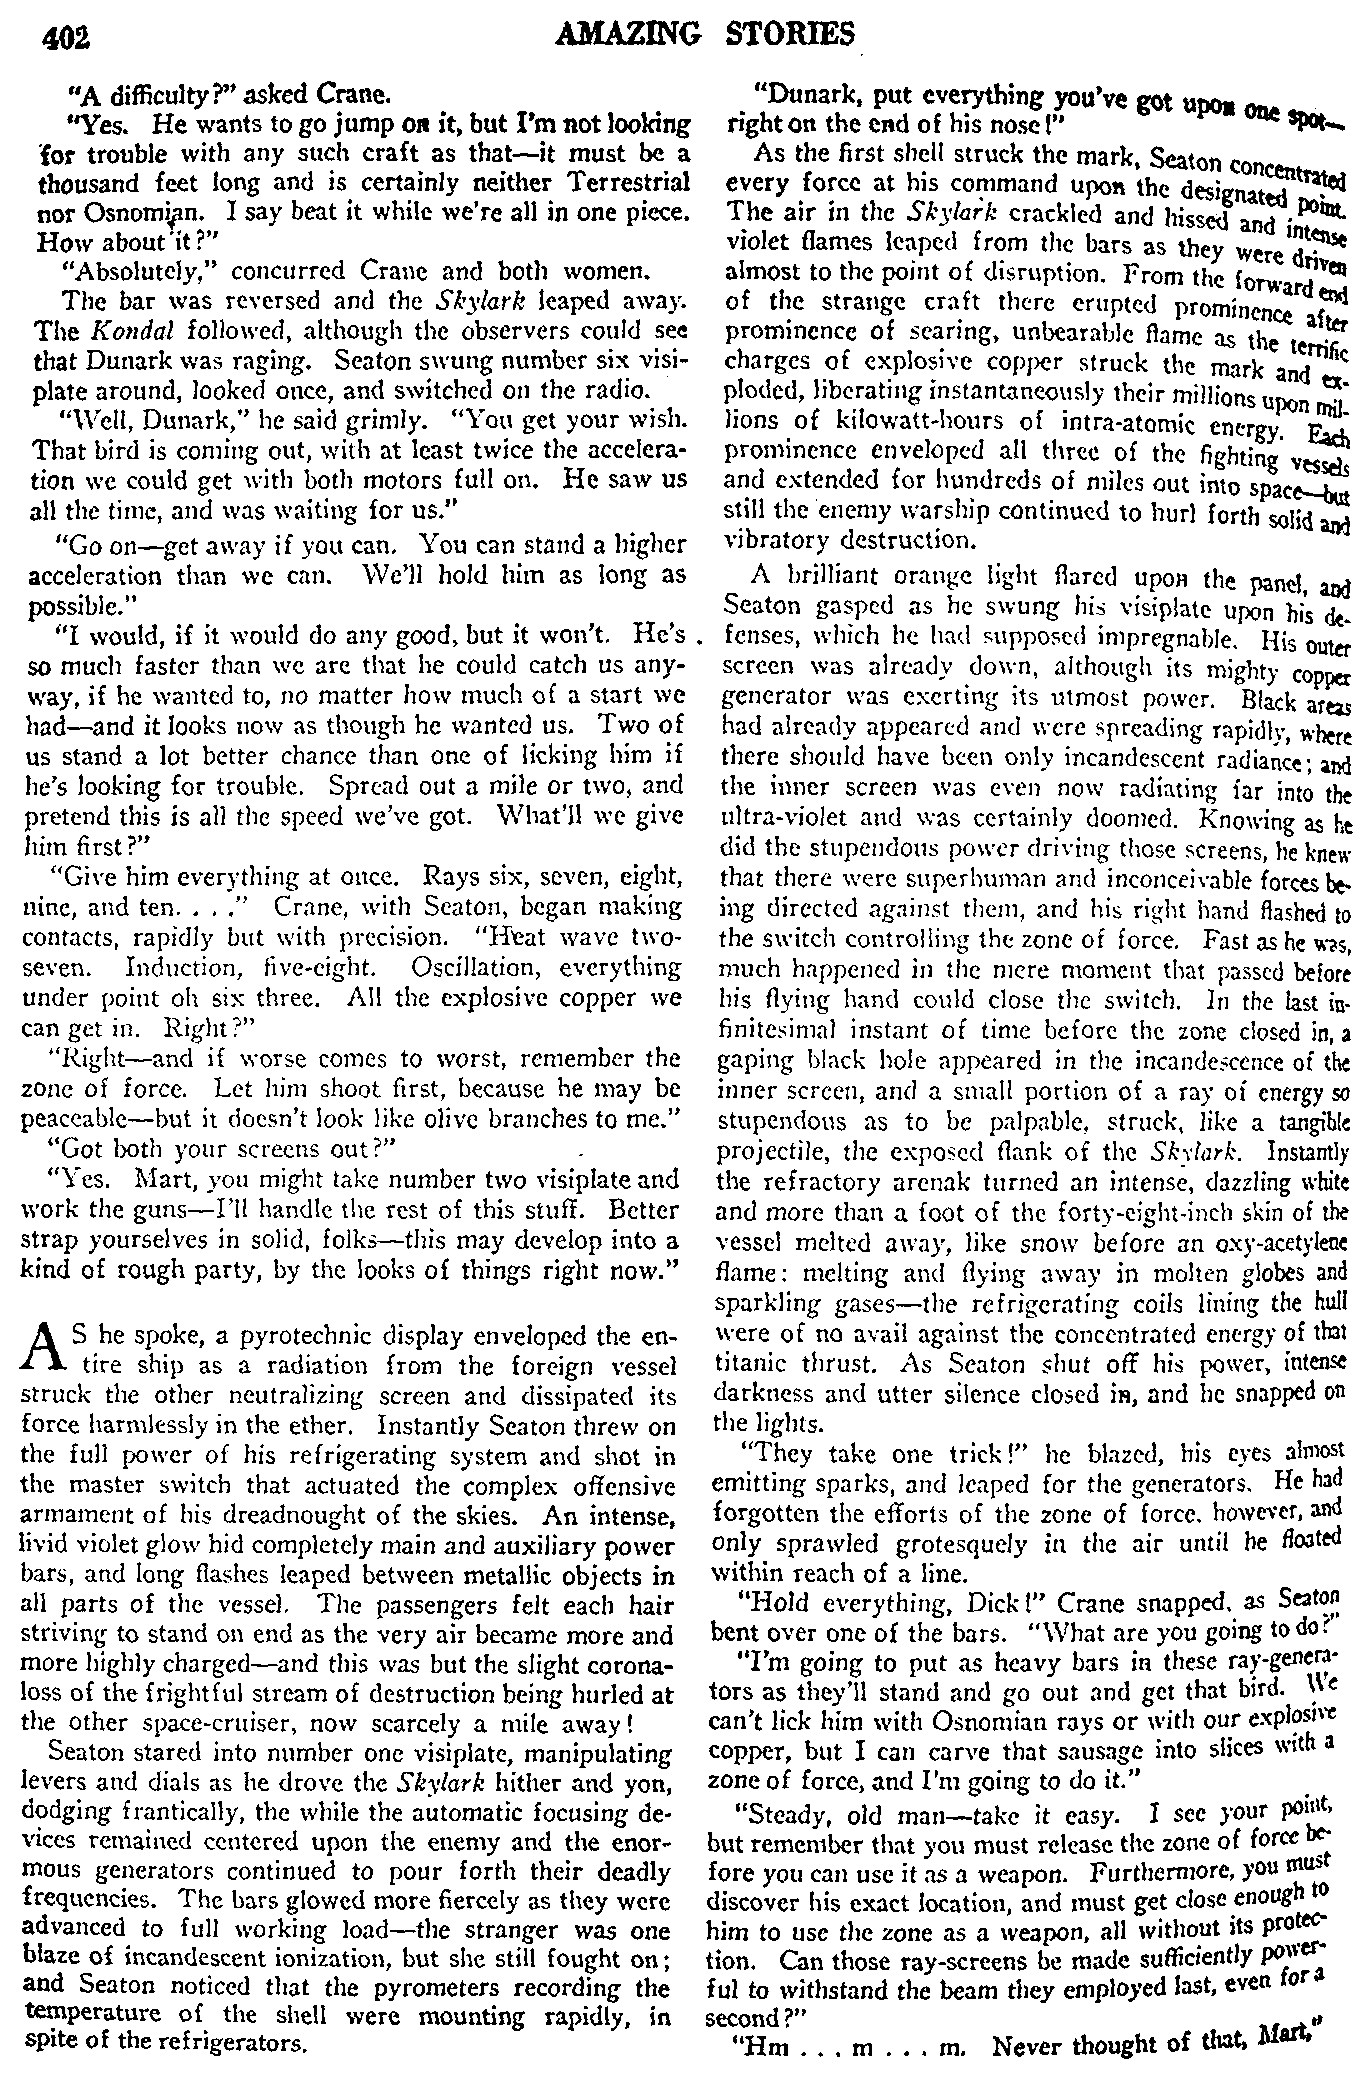 402
AMAZING STORIES
"A difficulty?" asked Crane.
"Yes. He wants to go jump on it, but I'm not looking
for trouble with any such craft as that—it must be a
thousand feet long and is certainly neither Terrestrial
nor Osnomian. I say beat it while we're all in one piece.
How about it?"
"Absolutely," concurred Crane and both women.
The bar was reversed and the Skylark leaped away.
The Kondal followed, although the observers could see
that Dunark was raging. Seaton swung number six visi-
plate around, looked once, and switched on the radio.
"Well, Dunark," he said grimly. "You get your wish.
That bird is coming out, with at least twice the accelera-
tion we could get with both motors full on. He saw us
all the time, and was waiting for us."
"Go on—get away if you can. You can stand a higher
acceleration than we can. We'll hold him as long as
possible."
"I would, if it would do any good, but it won't. He's
so much faster than we are that he could catch us any-
way, if he wanted to, no matter how much of a start we
had—and it looks now as though he wanted us. Two of
us stand a lot better chance than one of licking him if
he's looking for trouble. Spread out a mile or two, and
pretend this is all the speed we've got. What'll we give
him first?"
"Give him everything at once. Rays six, seven, eight,
nine, and ten. . . ." Crane, with Seaton, began making
contacts, rapidly but with precision. "Heat wave two-
seven. Induction, five-eight. Oscillation, everything
under point oh six three. All the explosive copper we
can get in. Right?"
"Right—and if worse comes to worst, remember the
zone of force. Let him shoot first, because he may be
peaceable—but it doesn't look like olive branches to me."
"Got both your screens out?"
"Yes. Mart, you might take number two visiplate and
work the guns—I'll handle the rest of this stuff. Better
strap yourselves in solid, folks—this may develop into a
kind of rough party, by the looks of things right now."
AS he spoke, a pyrotechnic display enveloped the en-
tire ship as a radiation from the foreign vessel
struck the other neutralizing screen and dissipated its
force harmlessly in the ether. Instantly Seaton threw on
the full power of his refrigerating system and shot in
the master switch that actuated the complex offensive
armament of his dreadnought of the skies. An intense,
livid violet glow hid completely main and auxiliary power
bars, and long flashes leaped between metallic objects in
all parts of the vessel. The passengers felt each hair
striving to stand on end as the very air became more and
more highly charged—and this was but the slight corona-
loss of the frightful stream of destruction being hurled at
the other space-cruiser, now scarcely a mile away!
Seaton stared into number one visiplate, manipulating
levers and dials as he drove the Skylark hither and yon,
dodging frantically, the while the automatic focusing de-
vices remained centered upon the enemy and the enor-
mous generators continued to pour forth their deadly
frequencies. The bars glowed more fiercely as they were
advanced to full working load—the stranger was one
blaze of incandescent ionization, but she still fought on;
and Seaton noticed that the pyrometers recording the
temperature of the shell were mounting rapidly, in
spite of the refrigerators.
"Dunark, put everything you've got upon one spot—
right on the end of his nose!"
As the first shell struck the mark, Seaton concentrated
every force at his command upon the designated point.
The air in the Skylark crackled and hissed and intense
violet flames leaped from the bars as they were driven
almost to the point of disruption. From the forward end
of the strange craft there erupted prominence after
prominence of searing, unbearable flame as the terrific
charges of explosive copper struck the mark and ex-
ploded, liberating instantaneously their millions upon mil-
lions of kilowatt-hours of intra-atomic energy. Each
prominence enveloped all three of the fighting vessels
and extended for hundreds of miles out into space—but
still the enemy warship continued to hurl forth solid and
vibratory destruction.
A brilliant orange light flared upon the panel, and
Seaton gasped as he swung his visiplate upon his de-
fenses, which he had supposed impregnable. His outer
screen was already down, although its mighty copper
generator was exerting its utmost power. Black areas
had already appeared and were spreading rapidly, where
there should have been only incandescent radiance; and
the inner screen was even now radiating far into the
ultra-violet and was certainly doomed. Knowing as he
did the stupendous power driving those screens, he knew
that there were superhuman and inconceivable forces be-
ing directed against them, and his right hand flashed to
the switch controlling the zone of force. Fast as he was,
much happened in the mere moment that passed before
his flying hand could close the switch. In the last in-
finitesimal instant of time before the zone closed in, a
gaping black hole appeared in the incandescence of the
inner screen, and a small portion of a ray of energy so
stupendous as to be palpable, struck, like a tangible
projectile, the exposed flank of the Skylark. Instantly
the refractory arenak turned an intense, dazzling white
and more than a foot of the forty-eight-inch skin of the
vessel melted away, like snow before an oxy-acetylene
flame: melting and flying away in molten globes and
sparkling gases—the refrigerating coils lining the hull
were of no avail against the concentrated energy of that
titanic thrust. As Seaton shut off his power, intense
darkness and utter silence closed in, and he snapped on
the lights.
"They take one trick!" he blazed, his eyes almost
emitting sparks, and leaped for the generators. He had
forgotten the efforts of the zone of force, however, and
only sprawled grotesquely in the air until he floated
within reach of a line.
"Hold everything, Dick!" Crane snapped, as Seaton
bent over one of the bars. "What are you going to do?"
"I'm going to put as heavy bars in these ray-genera-
tors as they'll stand and go out and get that bird. We
can't lick him with Osnomian rays or with our explosive
copper, but I can carve that sausage into slices with a
zone of force, and I'm going to do it."
"Steady, old man—take it easy. I see your point,
but remember that you must release the zone of force be-
fore you can use it as a weapon. Furthermore, you must
discover his exact location, and must get close enough to
him to use the zone as a weapon, all without its protec-
tion. Can those ray-screens be made sufficiently power-
ful to withstand the beam they employed last, even for a
second?"
"Hm . . . m . . . m. Never thought of that, Mart,"